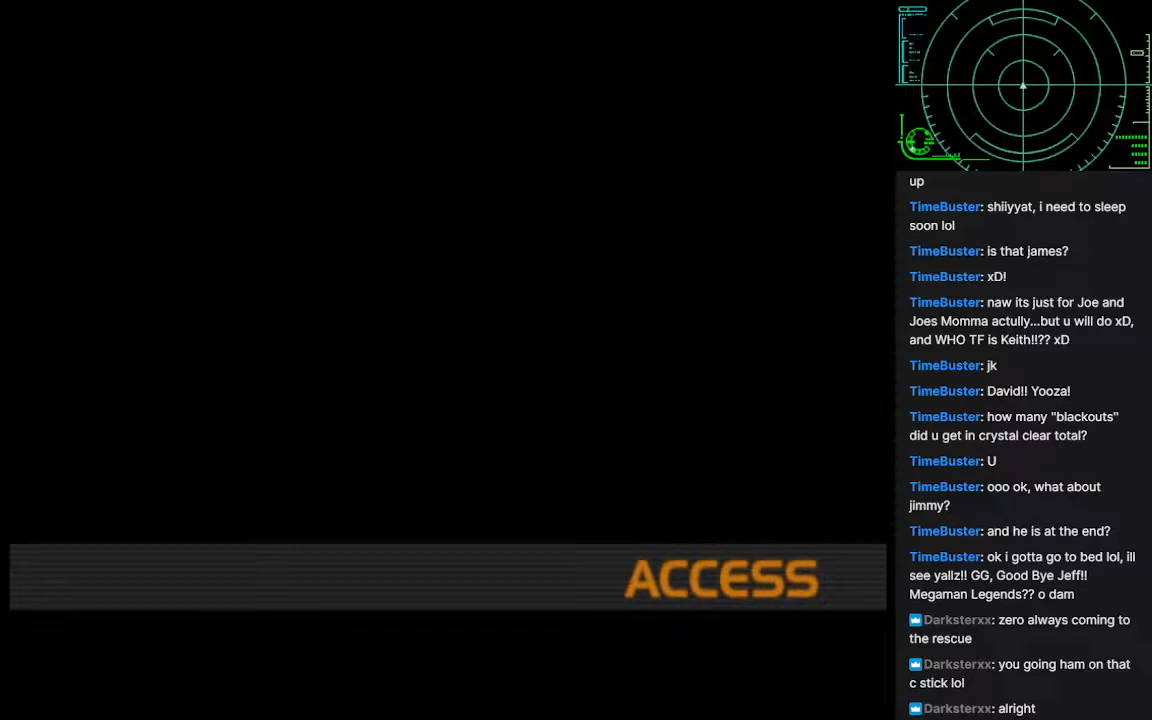 up
TimeBuster: shiiyyat, i need to sleep
soon lol
TimeBuster: is that james?
TimeBuster: xD!
TimeBuster: naw its just for Joe and
Joes Momma actully...but u will do xD,
and WHO TF is Keith!!?? xD
TimeBuster: jk
TimeBuster: David!! Yooza!
TimeBuster: how many "blackouts"
did u get in crystal clear total?
TimeBuster: U
TimeBuster: ooo ok, what about
jimmy?
TimeBuster: and he is at the end?
TimeBuster: ok i gotta go to bed lol, ill
see yallz!! GG, Good Bye Jeff!!
Megaman Legends?? o dam
Darksterxx: zero always coming to
the rescue
Darksterxx: you going ham on that
c stick lol
Darksterxx: alright
ACCESS